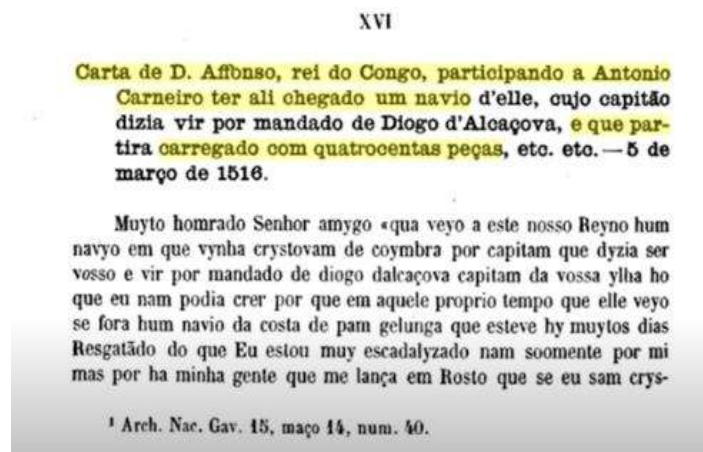 XVI
Carta de D. Affonso, rei do Congo, participando a Antonio
Carneiro ter ali chegado um navio d'elle, cujo capitão
dizia vir por mandado de Diogo d'Alcaçova, e que par-
tira carregado com quatrocentas peças, etc. etc.—5 de
março de 1516.
Muyto homrado Senhor amygo «qua veyo a este nosso Reyno hum
navyo em que vynha crystovam de coymbra por capitam que dyzia ser
vosso e vir por mandado de diogo dalcaçova capitam da vossa ylha ho
que eu nam podia crer por que em aquele proprio tempo que elle veyo
se fora hum navio da costa de pam gelunga que esteve hy muytos dias
Resgatãdo do que Eu estou muy escadalyzado nam soomente por mi
mas por ha minha gente que me lança em Rosto que se eu sam crys-
¹ Arch. Nac. Gav. 15, maço 14, num. 40.